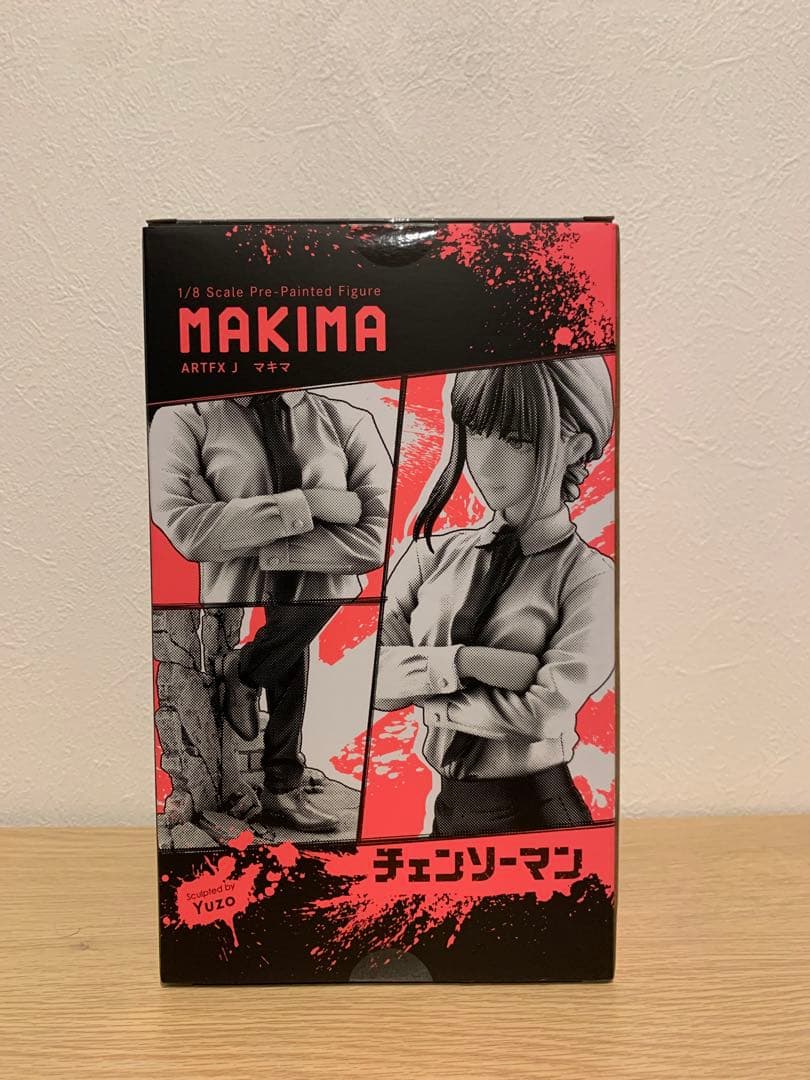 1/8 Scale Pre-Painted Figure
MAKIMA
ARTFX J マキマ
チェンソーマン
Sculpted by
Yuzo